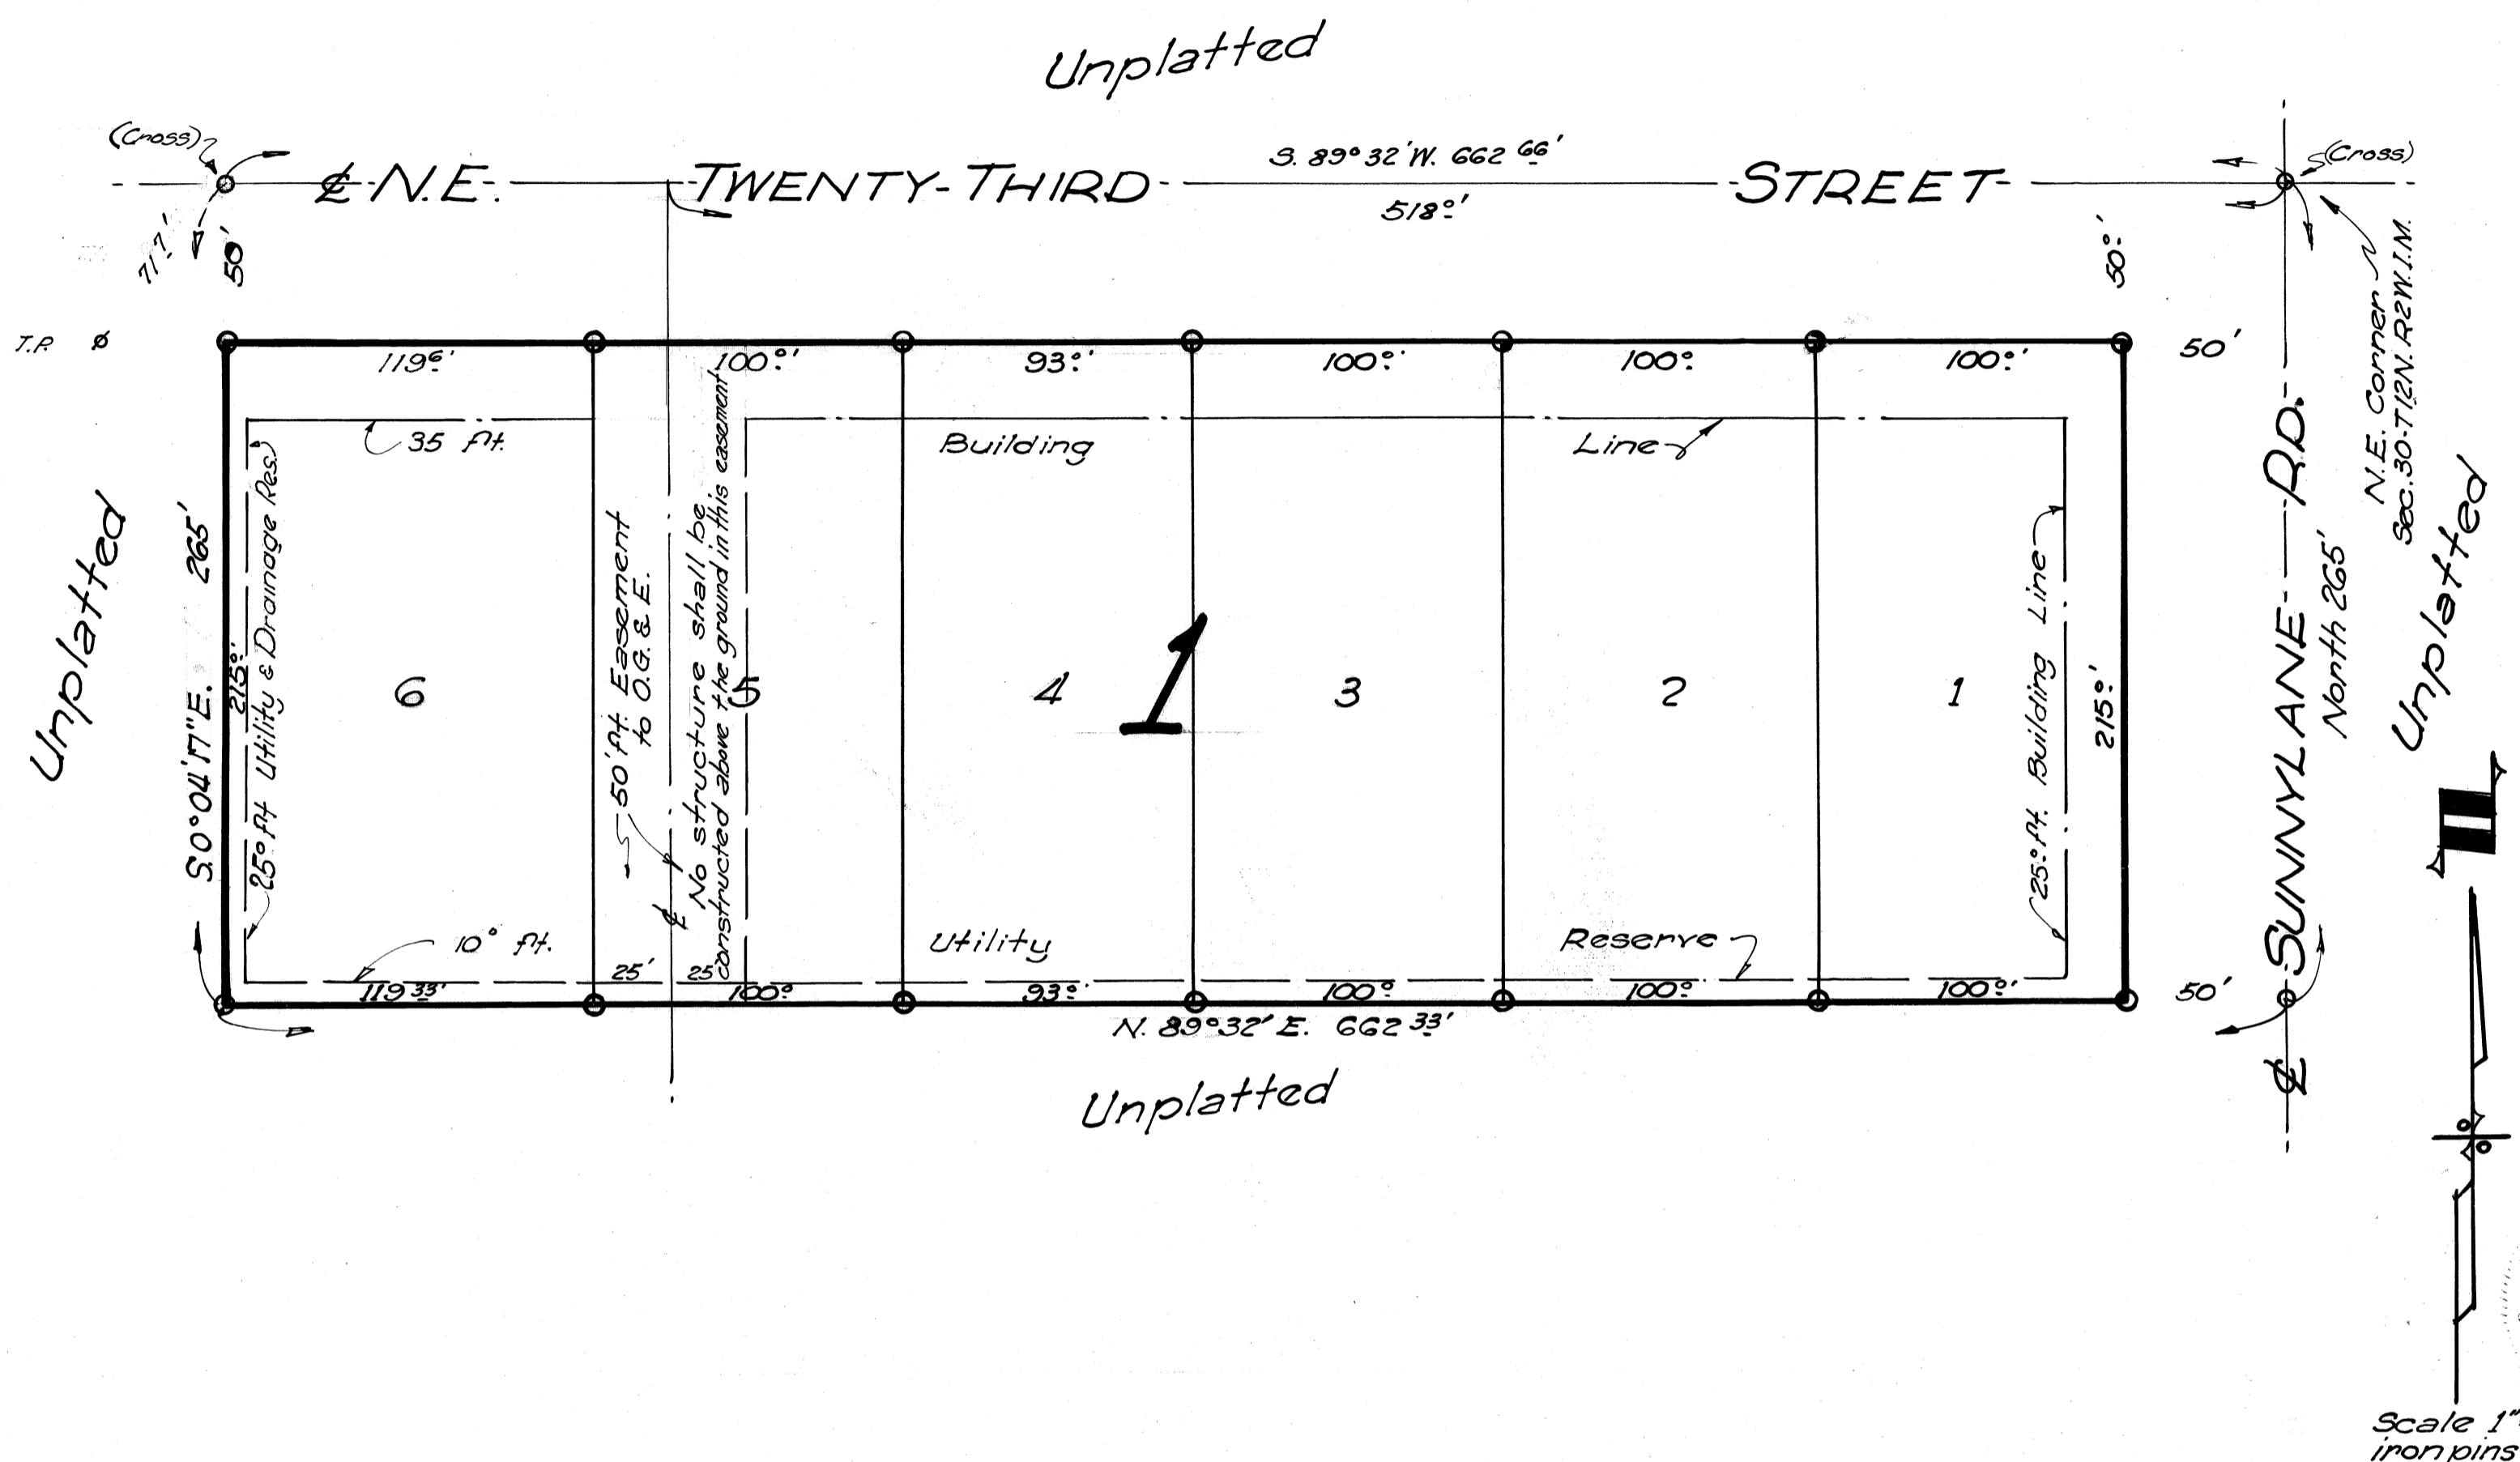 Unplatted
(Cross)
S. 89°32'W. 662 66'
(Cross)
₵ N.E. TWENTY-THIRD STREET
518 0'
71.7'
50'
50 0'
T.P.
119 6'
100 0'
93 0'
100 0'
100 0'
100 0'
50'
35 ft.
Building
Line
N.E. Corner
Sec. 30-T12N.R2W.I.M.
Unplatted
S.0°04'17"E. 265'
215 0'
25 0 ft Utility & Drainage Res.
6
50' ft. Easement
to O.G. & E.
₵
No structure shall be
constructed above the ground in this easement
5
4
1
3
2
1
25 0 ft. Building Line
215 0'
₵ SUNNYLANE RD.
North 265'
Unplatted
10 0 ft.
Utility
Reserve
25'
25'
119 33'
100 0'
93 0'
100 0'
100 0'
100 0'
50'
N. 89°32' E. 662 33'
Unplatted
Scale 1"
iron pins